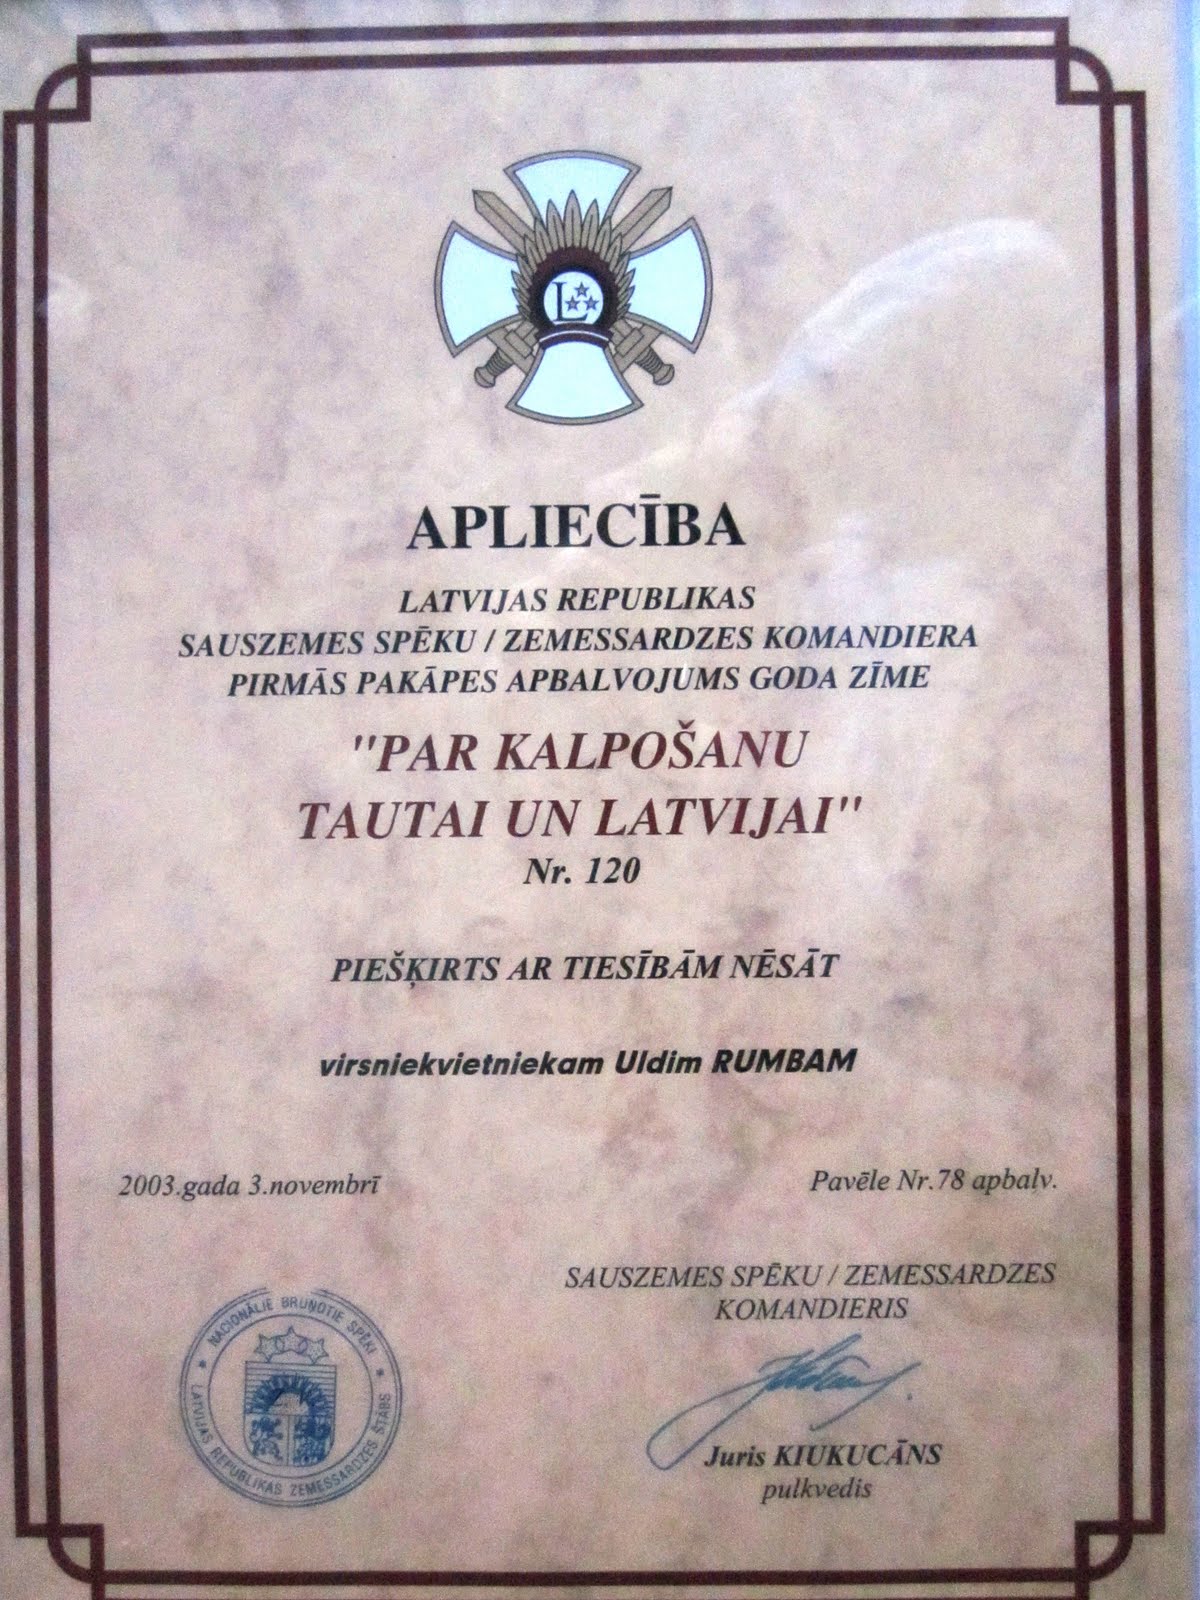 L
APLIECĪBA
LATVIJAS REPUBLIKAS
SAUSZEMES SPĒKU / ZEMESSARDZES KOMANDIERA
PIRMĀS PAKĀPES APBALVOJUMS GODA ZĪME
"PAR KALPOŠANU
TAUTAI UN LATVIJAI"
Nr. 120
PIEŠĶIRTS AR TIESĪBĀM NĒSĀT
virsniekvietniekam Uldim RUMBAM
2003.gada 3.novembrī
Pavēle Nr.78 apbalv.
SAUSZEMES SPĒKU / ZEMESSARDZES
KOMANDIERIS
Juris KIUKUCĀNS
pulkvedis
NACIONĀLIE BRUŅOTIE SPĒKI
LATVIJAS REPUBLIKAS ZEMESSARDZES ŠTĀBS